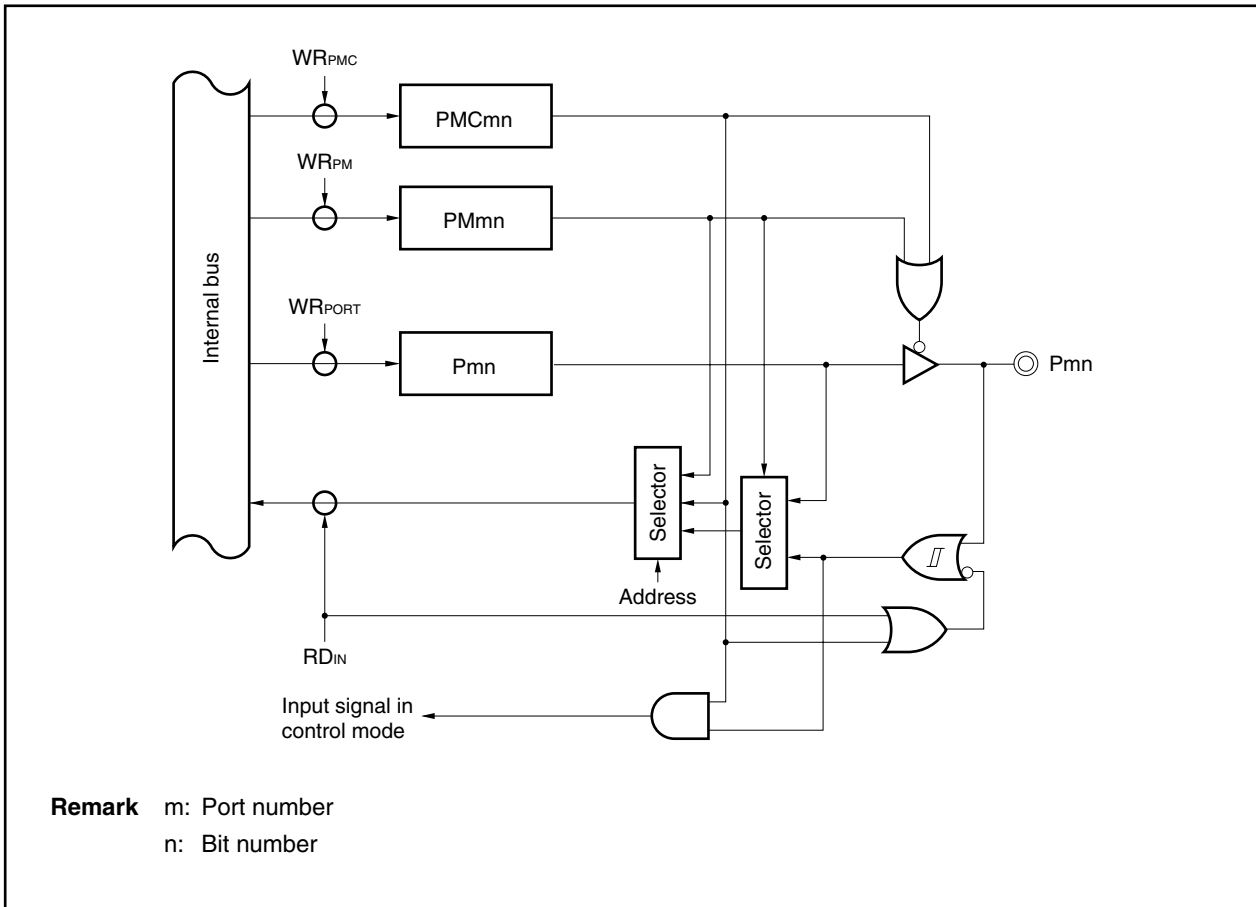 WRPMC
PMCmn
WRPM
PMmn
Internal bus
WRPORT
Pmn
Pmn
Selector
Selector
Address
RDIN
Input signal in
control mode
Remark m: Port number
n: Bit number